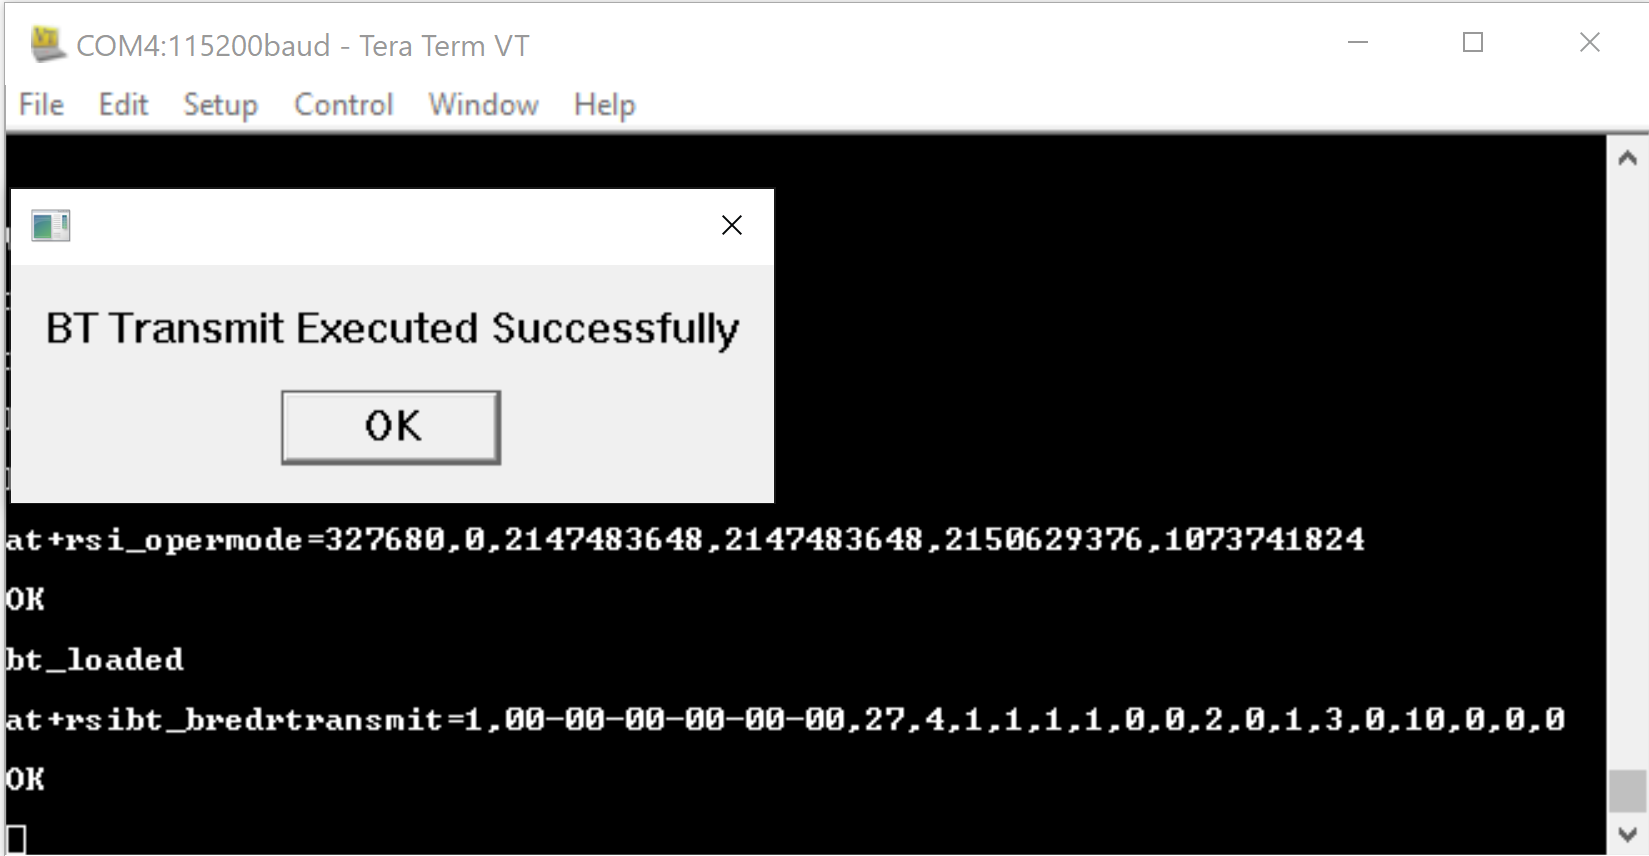 COM4:115200baud - Tera Term VT
File Edit Setup Control Window Help
BT Transmit Executed Successfully
OK
at+rsi_opermode=327680,0,2147483648,2147483648,2150629376,1073741824
OK
bt_loaded
at+rsibt_bredrtransmit=1,00-00-00-00-00-00,27,4,1,1,1,1,0,0,2,0,1,3,0,10,0,0,0
OK